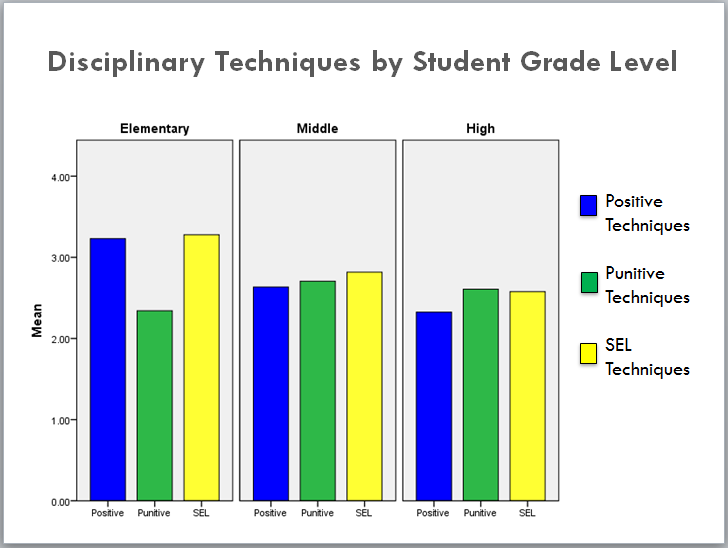 Disciplinary Techniques by Student Grade Level
Elementary
Middle
High
Mean
4.00
3.00
2.00
1.00
0.00
Positive Punitive SEL
Positive Punitive SEL
Positive Punitive SEL
Positive
Techniques
Punitive
Techniques
SEL
Techniques